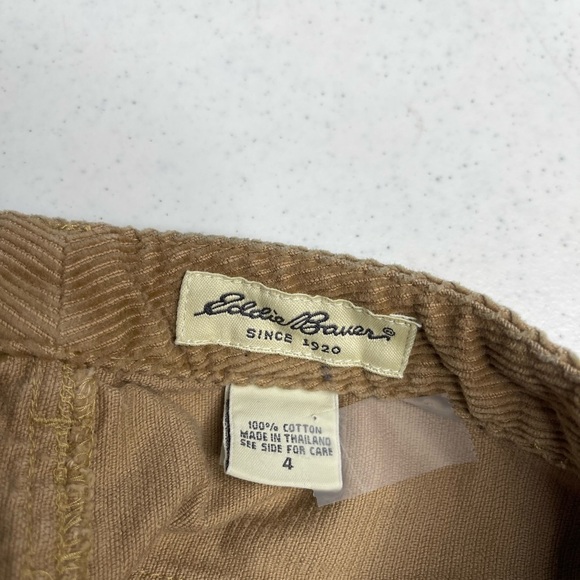 Eddie Bauer®
SINCE 1920
100% COTTON
MADE IN THAILAND
SEE SIDE FOR CARE
4